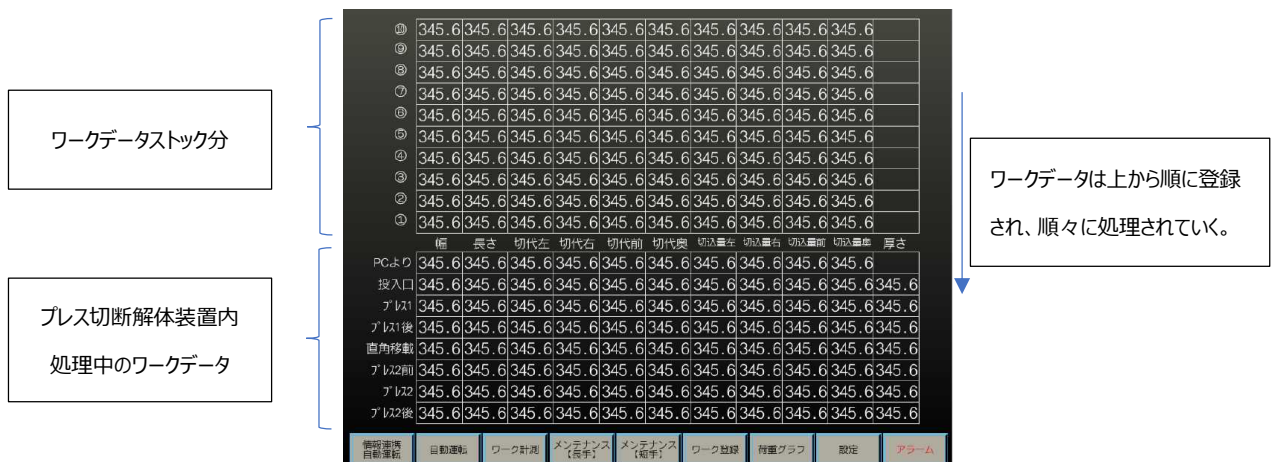 ⑩ 345.6 345.6 345.6 345.6 345.6 345.6 345.6 345.6 345.6 345.6
⑨ 345.6 345.6 345.6 345.6 345.6 345.6 345.6 345.6 345.6 345.6
⑧ 345.6 345.6 345.6 345.6 345.6 345.6 345.6 345.6 345.6 345.6
⑦ 345.6 345.6 345.6 345.6 345.6 345.6 345.6 345.6 345.6 345.6
⑥ 345.6 345.6 345.6 345.6 345.6 345.6 345.6 345.6 345.6 345.6
⑤ 345.6 345.6 345.6 345.6 345.6 345.6 345.6 345.6 345.6 345.6
④ 345.6 345.6 345.6 345.6 345.6 345.6 345.6 345.6 345.6 345.6
③ 345.6 345.6 345.6 345.6 345.6 345.6 345.6 345.6 345.6 345.6
② 345.6 345.6 345.6 345.6 345.6 345.6 345.6 345.6 345.6 345.6
① 345.6 345.6 345.6 345.6 345.6 345.6 345.6 345.6 345.6 345.6
幅 長さ 切代左 切代右 切代前 切代奥 切込量左 切込量右 切込量前 切込量奥 厚さ
PCより 345.6 345.6 345.6 345.6 345.6 345.6 345.6 345.6 345.6 345.6
投入口 345.6 345.6 345.6 345.6 345.6 345.6 345.6 345.6 345.6 345.6 345.6
プレス1 345.6 345.6 345.6 345.6 345.6 345.6 345.6 345.6 345.6 345.6 345.6
プレス1後 345.6 345.6 345.6 345.6 345.6 345.6 345.6 345.6 345.6 345.6 345.6
直角移載 345.6 345.6 345.6 345.6 345.6 345.6 345.6 345.6 345.6 345.6 345.6
プレス2前 345.6 345.6 345.6 345.6 345.6 345.6 345.6 345.6 345.6 345.6 345.6
プレス2 345.6 345.6 345.6 345.6 345.6 345.6 345.6 345.6 345.6 345.6 345.6
プレス2後 345.6 345.6 345.6 345.6 345.6 345.6 345.6 345.6 345.6 345.6 345.6
情報連携
自動運転
自動運転
ワーク計測
メンテナンス
【長手】
メンテナンス
【短手】
ワーク登録
荷重グラフ
設定
アラーム
ワークデータストック分
プレス切断解体装置内
処理中のワークデータ
ワークデータは上から順に登録
され、順々に処理されていく。